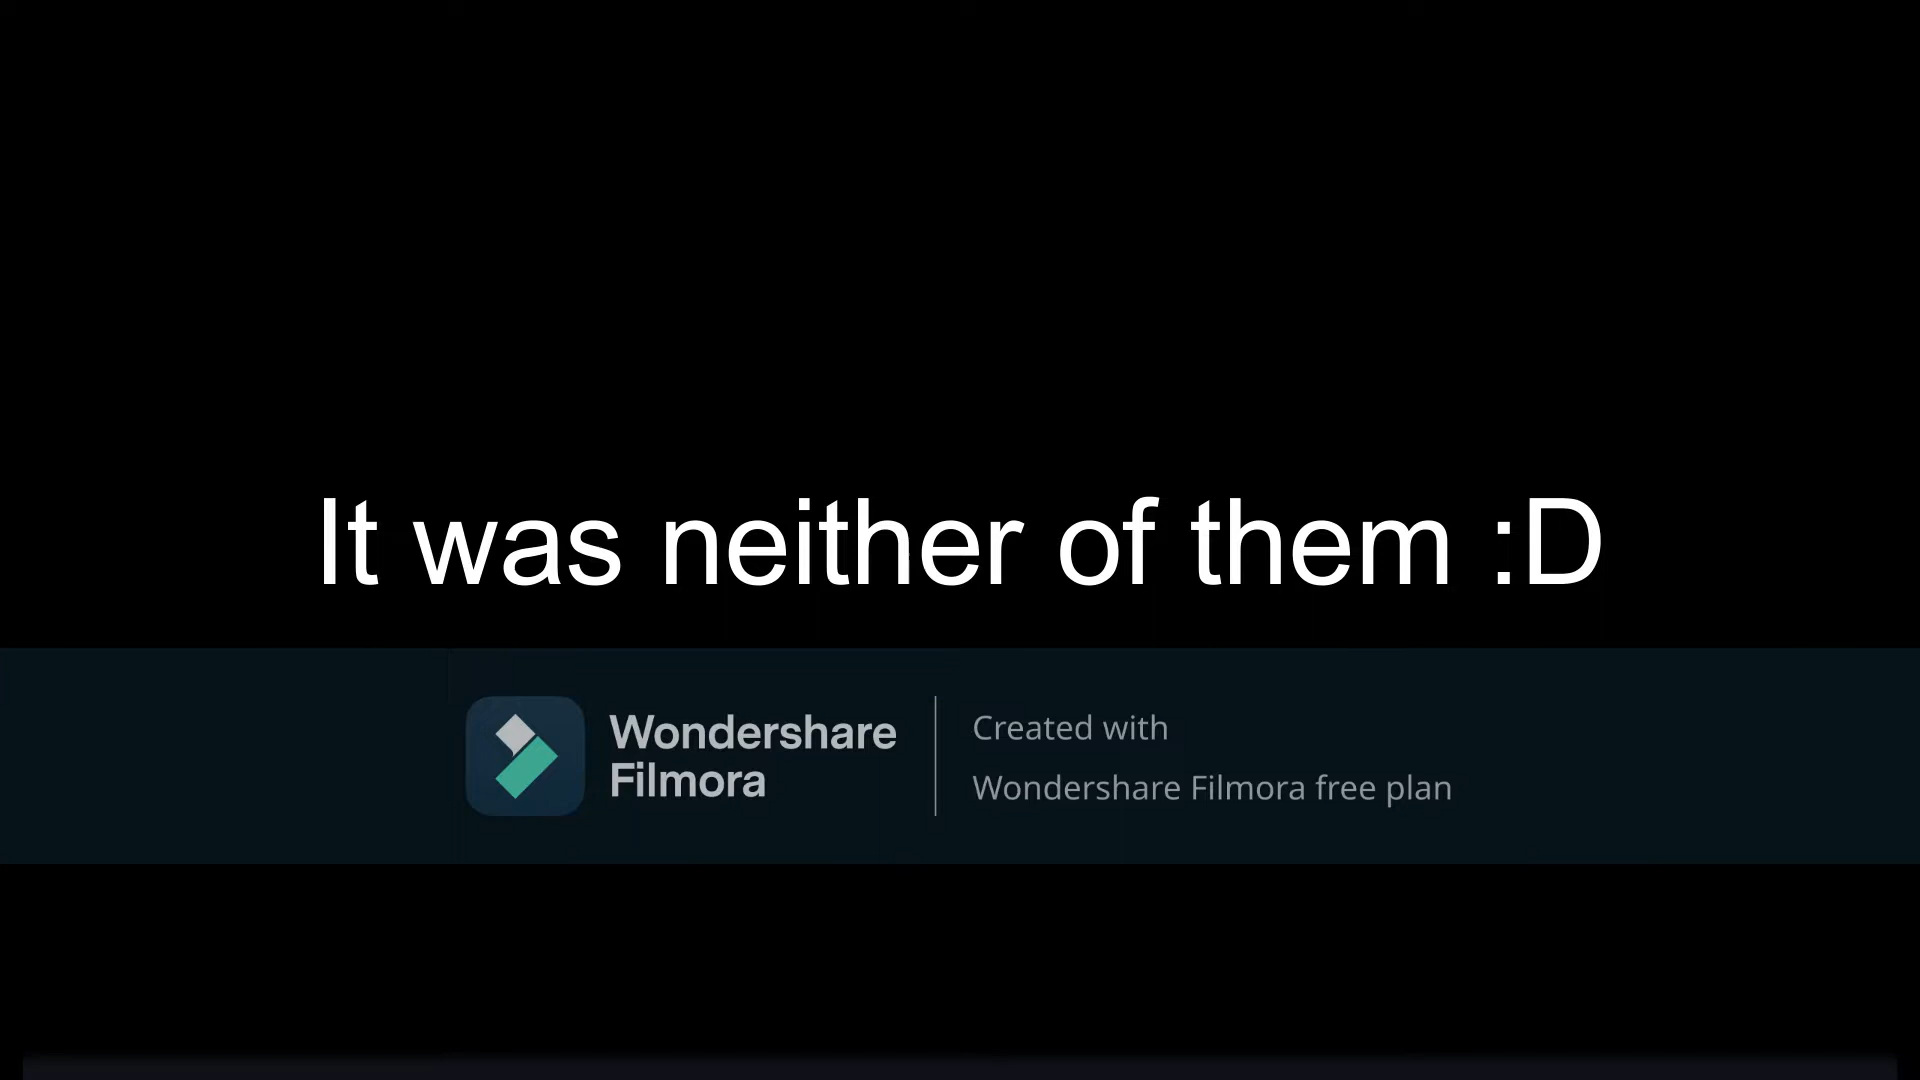 It was neither of them :D
Wondershare
Filmora
Created with
Wondershare Filmora free plan